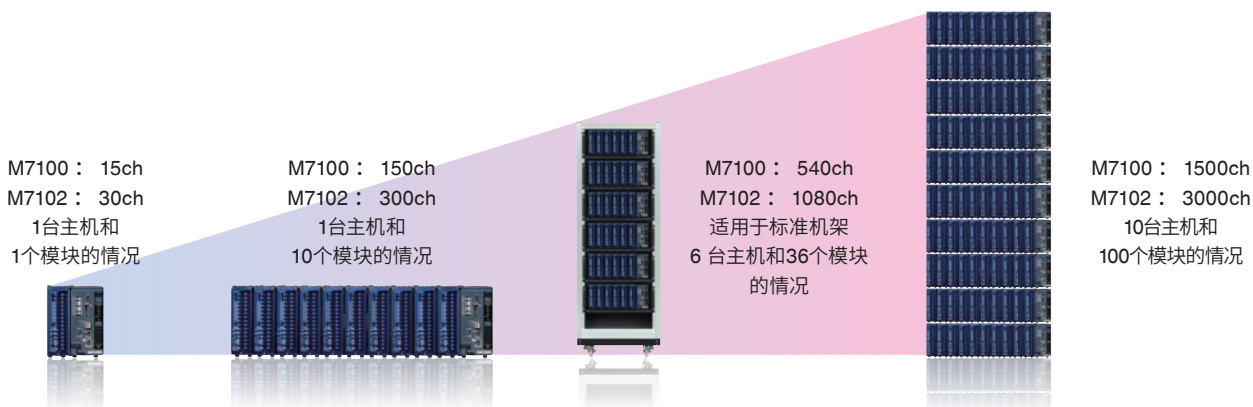 M7100： 15ch
M7102： 30ch
1台主机和
1个模块的情况
M7100： 150ch
M7102： 300ch
1台主机和
10个模块的情况
M7100： 540ch
M7102： 1080ch
适用于标准机架
6 台主机和36个模块
的情况
M7100： 1500ch
M7102： 3000ch
10台主机和
100个模块的情况